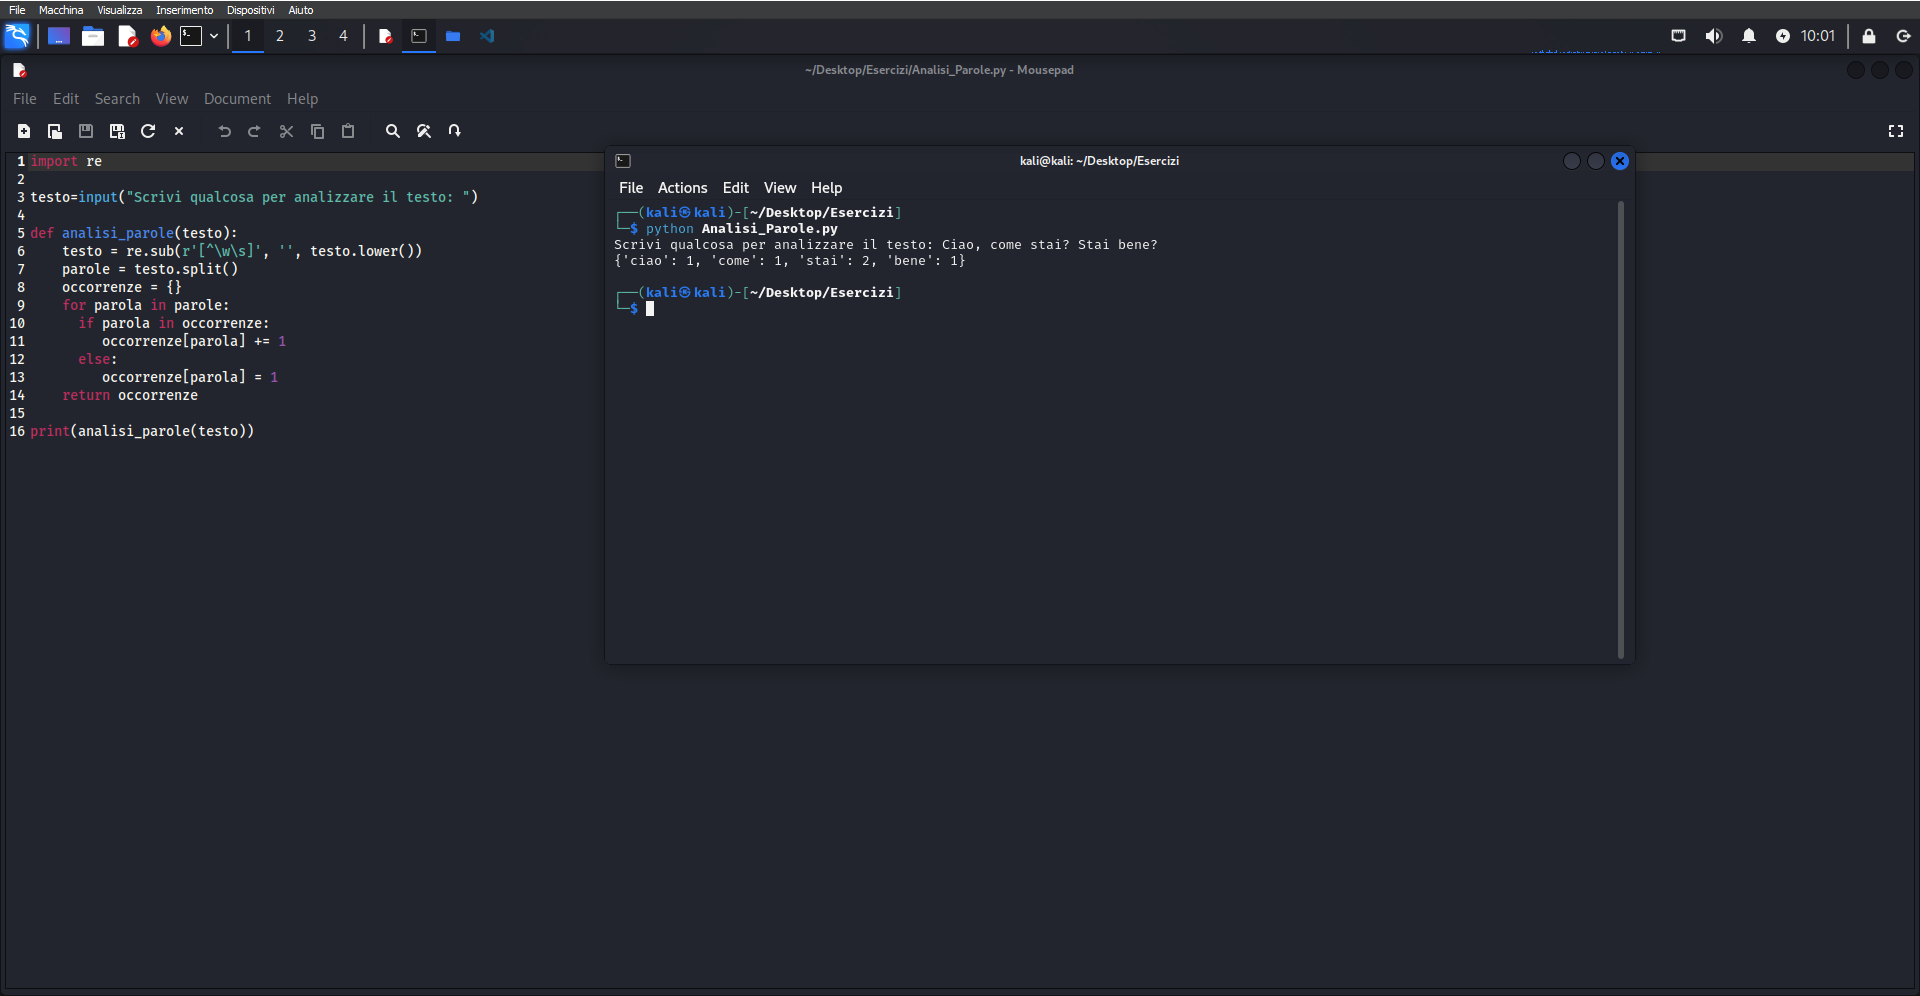 File Macchina Visualizza Inserimento Dispositivi Aiuto
1 2 3 4 10:01
~/Desktop/Esercizi/Analisi_Parole.py - Mousepad
File Edit Search View Document Help
1 import re
2
3 testo=input("Scrivi qualcosa per analizzare il testo: ")
4
5 def analisi_parole(testo):
6     testo = re.sub(r'[^\w\s]', '', testo.lower())
7     parole = testo.split()
8     occorrenze = {}
9     for parola in parole:
10       if parola in occorrenze:
11          occorrenze[parola] += 1
12       else:
13          occorrenze[parola] = 1
14     return occorrenze
15
16 print(analisi_parole(testo))
kali@kali: ~/Desktop/Esercizi
File Actions Edit View Help
┌──(kali㉿kali)-[~/Desktop/Esercizi]
└─$ python Analisi_Parole.py
Scrivi qualcosa per analizzare il testo: Ciao, come stai? Stai bene?
{'ciao': 1, 'come': 1, 'stai': 2, 'bene': 1}
┌──(kali㉿kali)-[~/Desktop/Esercizi]
└─$